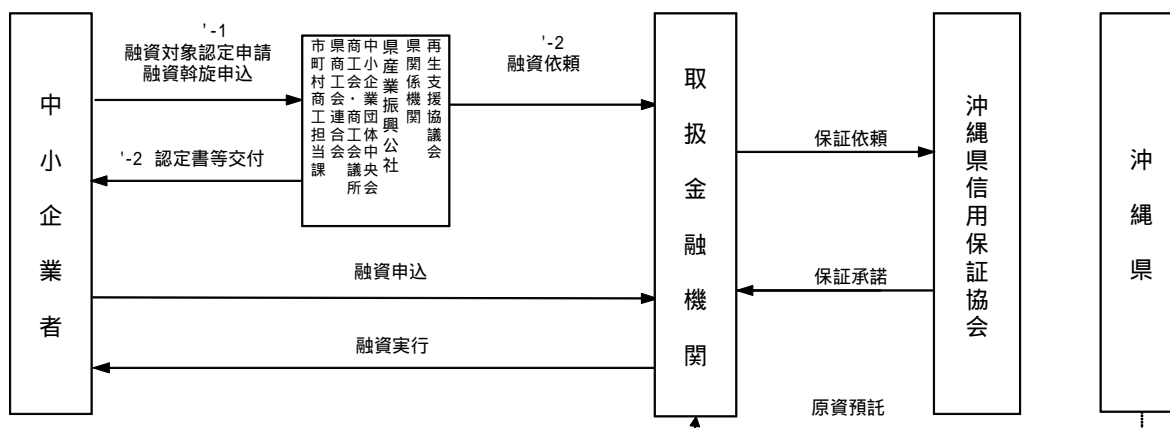 '-1
融資対象認定申請
融資斡旋申込
'-2 認定書等交付
中小企業者
再生支援協議会
県関係機関
県産業振興公社
中小企業団体中央会
商工会・商工会議所
県商工会連合会
市町村商工担当課
'-2
融資依頼
融資申込
融資実行
取扱金融機関
保証依頼
保証承諾
原資預託
沖縄県信用保証協会
沖縄県